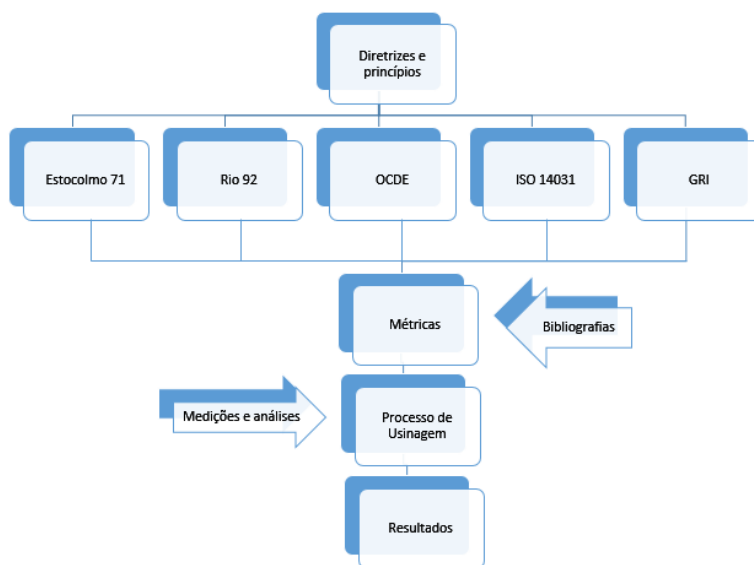 Diretrizes e
princípios
Estocolmo 71
Rio 92
OCDE
ISO 14031
GRI
Métricas
Bibliografias
Medições e análises
Processo de
Usinagem
Resultados